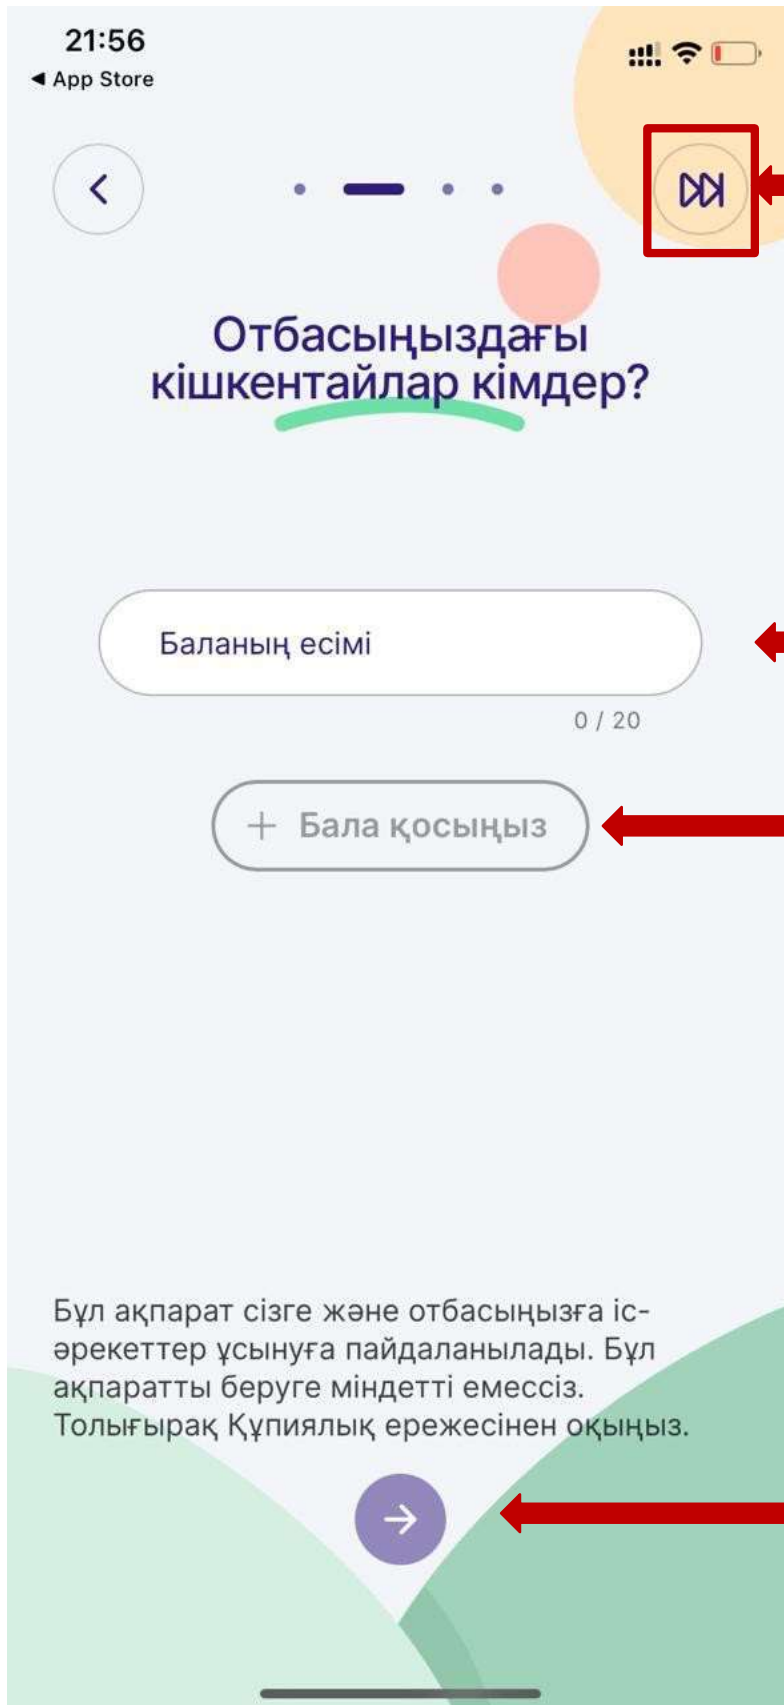 21:56
◀ App Store
Отбасыңыздағы
кішкентайлар кімдер?
Баланың есімі
0 / 20
+ Бала қосыңыз
Бұл ақпарат сізге және отбасыңызға іс-
әрекеттер ұсынуға пайдаланылады. Бұл
ақпаратты беруге міндетті емессіз.
Толығырақ Құпиялық ережесінен оқыңыз.